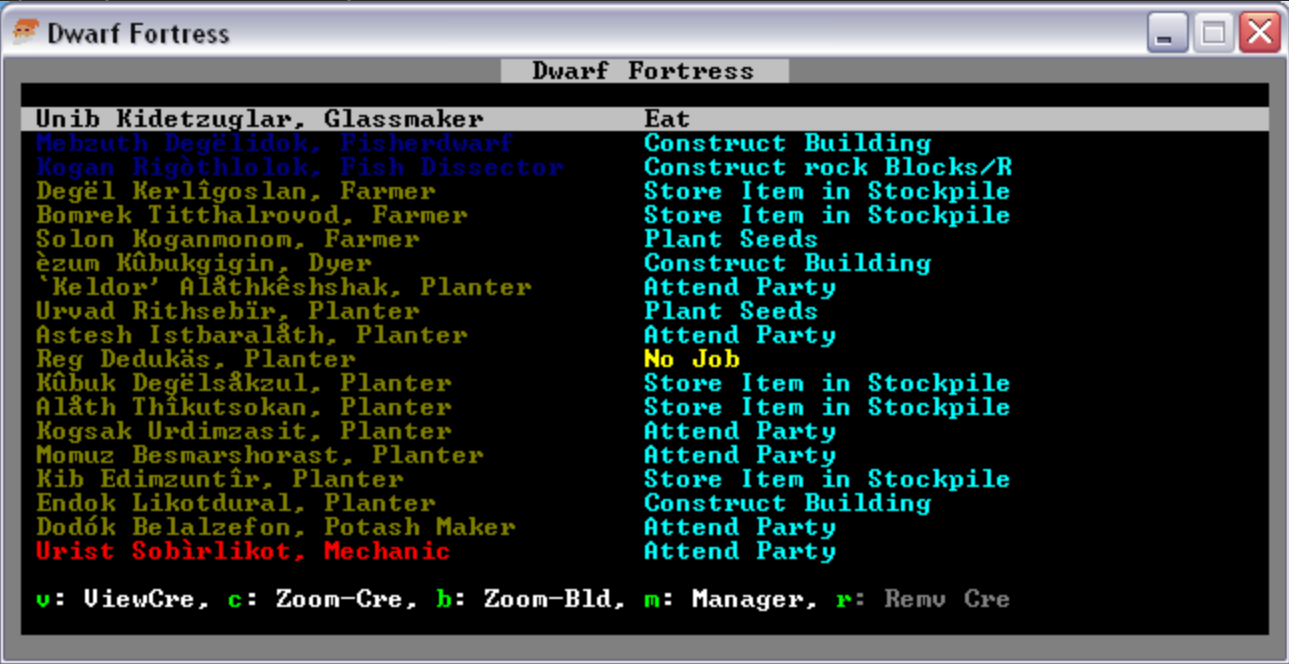 Dwarf Fortress
Dwarf Fortress
Unib Kidetzuglar, Glassmaker Eat
Mebzuth Degëlidok, Fisherdwarf Construct Building
Kogan Rigòthlolok, Fish Dissector Construct rock Blocks/R
Degël Kerlîgoslan, Farmer Store Item in Stockpile
Bomrek Titthalrovod, Farmer Store Item in Stockpile
Solon Koganmonom, Farmer Plant Seeds
èzum Kûbukgigin, Dyer Construct Building
`Keldor' Alåthkêshshak, Planter Attend Party
Urvad Rithsebïr, Planter Plant Seeds
Astesh Istbaralåth, Planter Attend Party
Reg Dedukäs, Planter No Job
Kûbuk Degëlsåkzul, Planter Store Item in Stockpile
Alåth Thîkutsokan, Planter Store Item in Stockpile
Kogsak Urdimzasit, Planter Attend Party
Momuz Besmarshorast, Planter Attend Party
Kib Edimzuntîr, Planter Store Item in Stockpile
Endok Likotdural, Planter Construct Building
Dodók Belalzefon, Potash Maker Attend Party
Urist Sobìrlikot, Mechanic Attend Party
v: ViewCre, c: Zoom-Cre, b: Zoom-Bld, m: Manager, r: Remv Cre